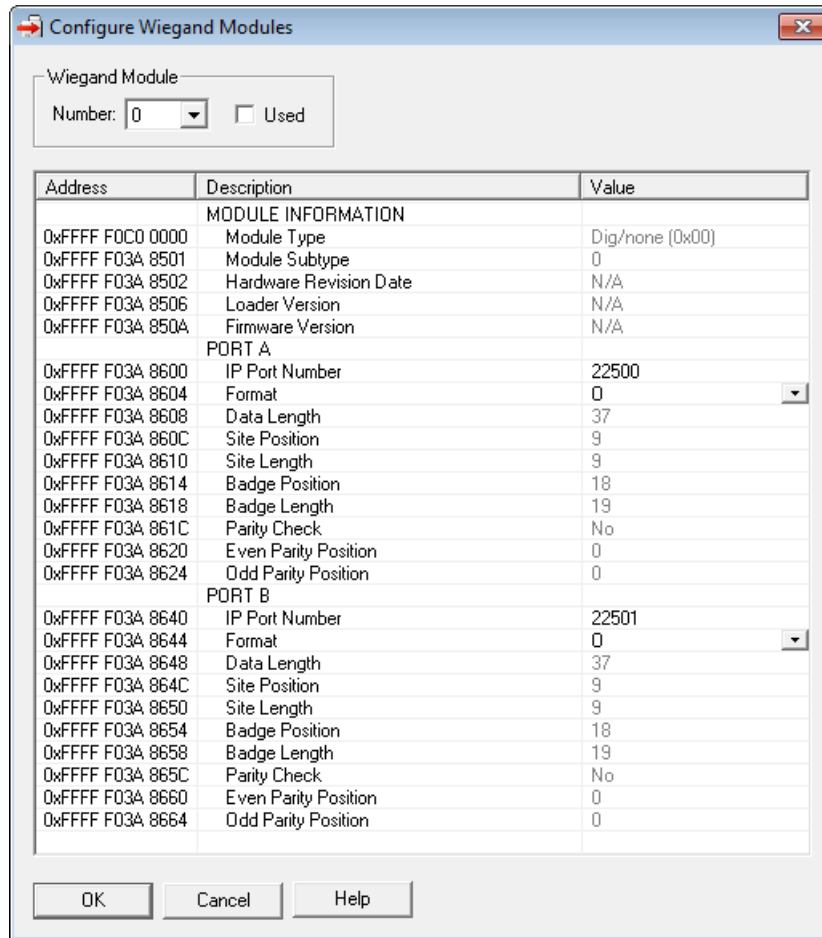 Configure Wiegand Modules
Wiegand Module
Number: 0 Used
Address Description Value
MODULE INFORMATION
0xFFFF F0C0 0000 Module Type Dig/none (0x00)
0xFFFF F03A 8501 Module Subtype 0
0xFFFF F03A 8502 Hardware Revision Date N/A
0xFFFF F03A 8506 Loader Version N/A
0xFFFF F03A 850A Firmware Version N/A
PORT A
0xFFFF F03A 8600 IP Port Number 22500
0xFFFF F03A 8604 Format O
0xFFFF F03A 8608 Data Length 37
0xFFFF F03A 860C Site Position 9
0xFFFF F03A 8610 Site Length 9
0xFFFF F03A 8614 Badge Position 18
0xFFFF F03A 8618 Badge Length 19
0xFFFF F03A 861C Parity Check No
0xFFFF F03A 8620 Even Parity Position 0
0xFFFF F03A 8624 Odd Parity Position 0
PORT B
0xFFFF F03A 8640 IP Port Number 22501
0xFFFF F03A 8644 Format O
0xFFFF F03A 8648 Data Length 37
0xFFFF F03A 864C Site Position 9
0xFFFF F03A 8650 Site Length 9
0xFFFF F03A 8654 Badge Position 18
0xFFFF F03A 8658 Badge Length 19
0xFFFF F03A 865C Parity Check No
0xFFFF F03A 8660 Even Parity Position 0
0xFFFF F03A 8664 Odd Parity Position 0
OK Cancel Help